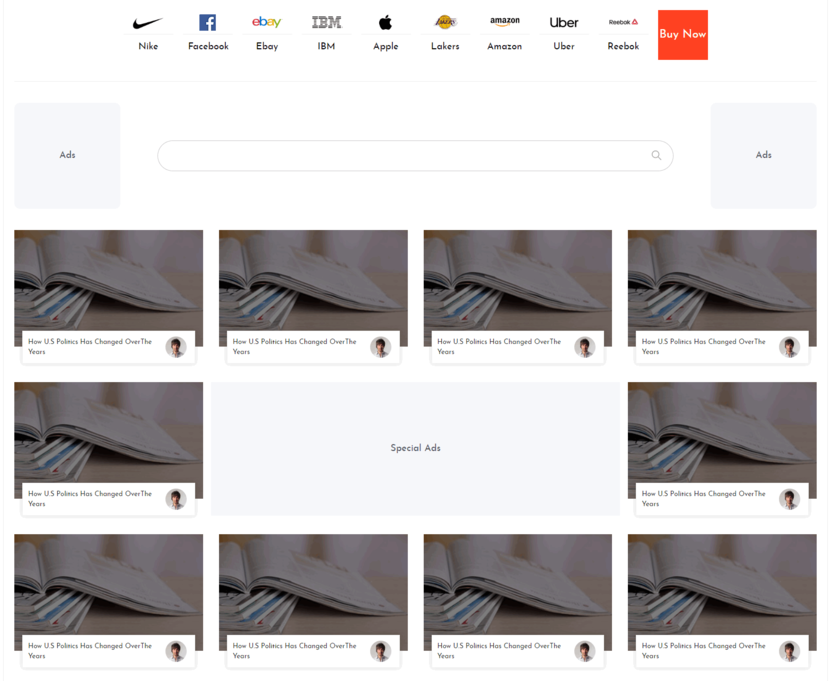 ebay
IBM
LAKERS
amazon
Uber
Reebok
Nike
Facebook
Ebay
IBM
Apple
Lakers
Amazon
Uber
Reebok
Buy Now
Ads
Ads
How U.S Politics Has Changed OverThe
Years
How U.S Politics Has Changed OverThe
Years
How U.S Politics Has Changed OverThe
Years
How U.S Politics Has Changed OverThe
Years
How U.S Politics Has Changed OverThe
Years
Special Ads
How U.S Politics Has Changed OverThe
Years
How U.S Politics Has Changed OverThe
Years
How U.S Politics Has Changed OverThe
Years
How U.S Politics Has Changed OverThe
Years
How U.S Politics Has Changed OverThe
Years